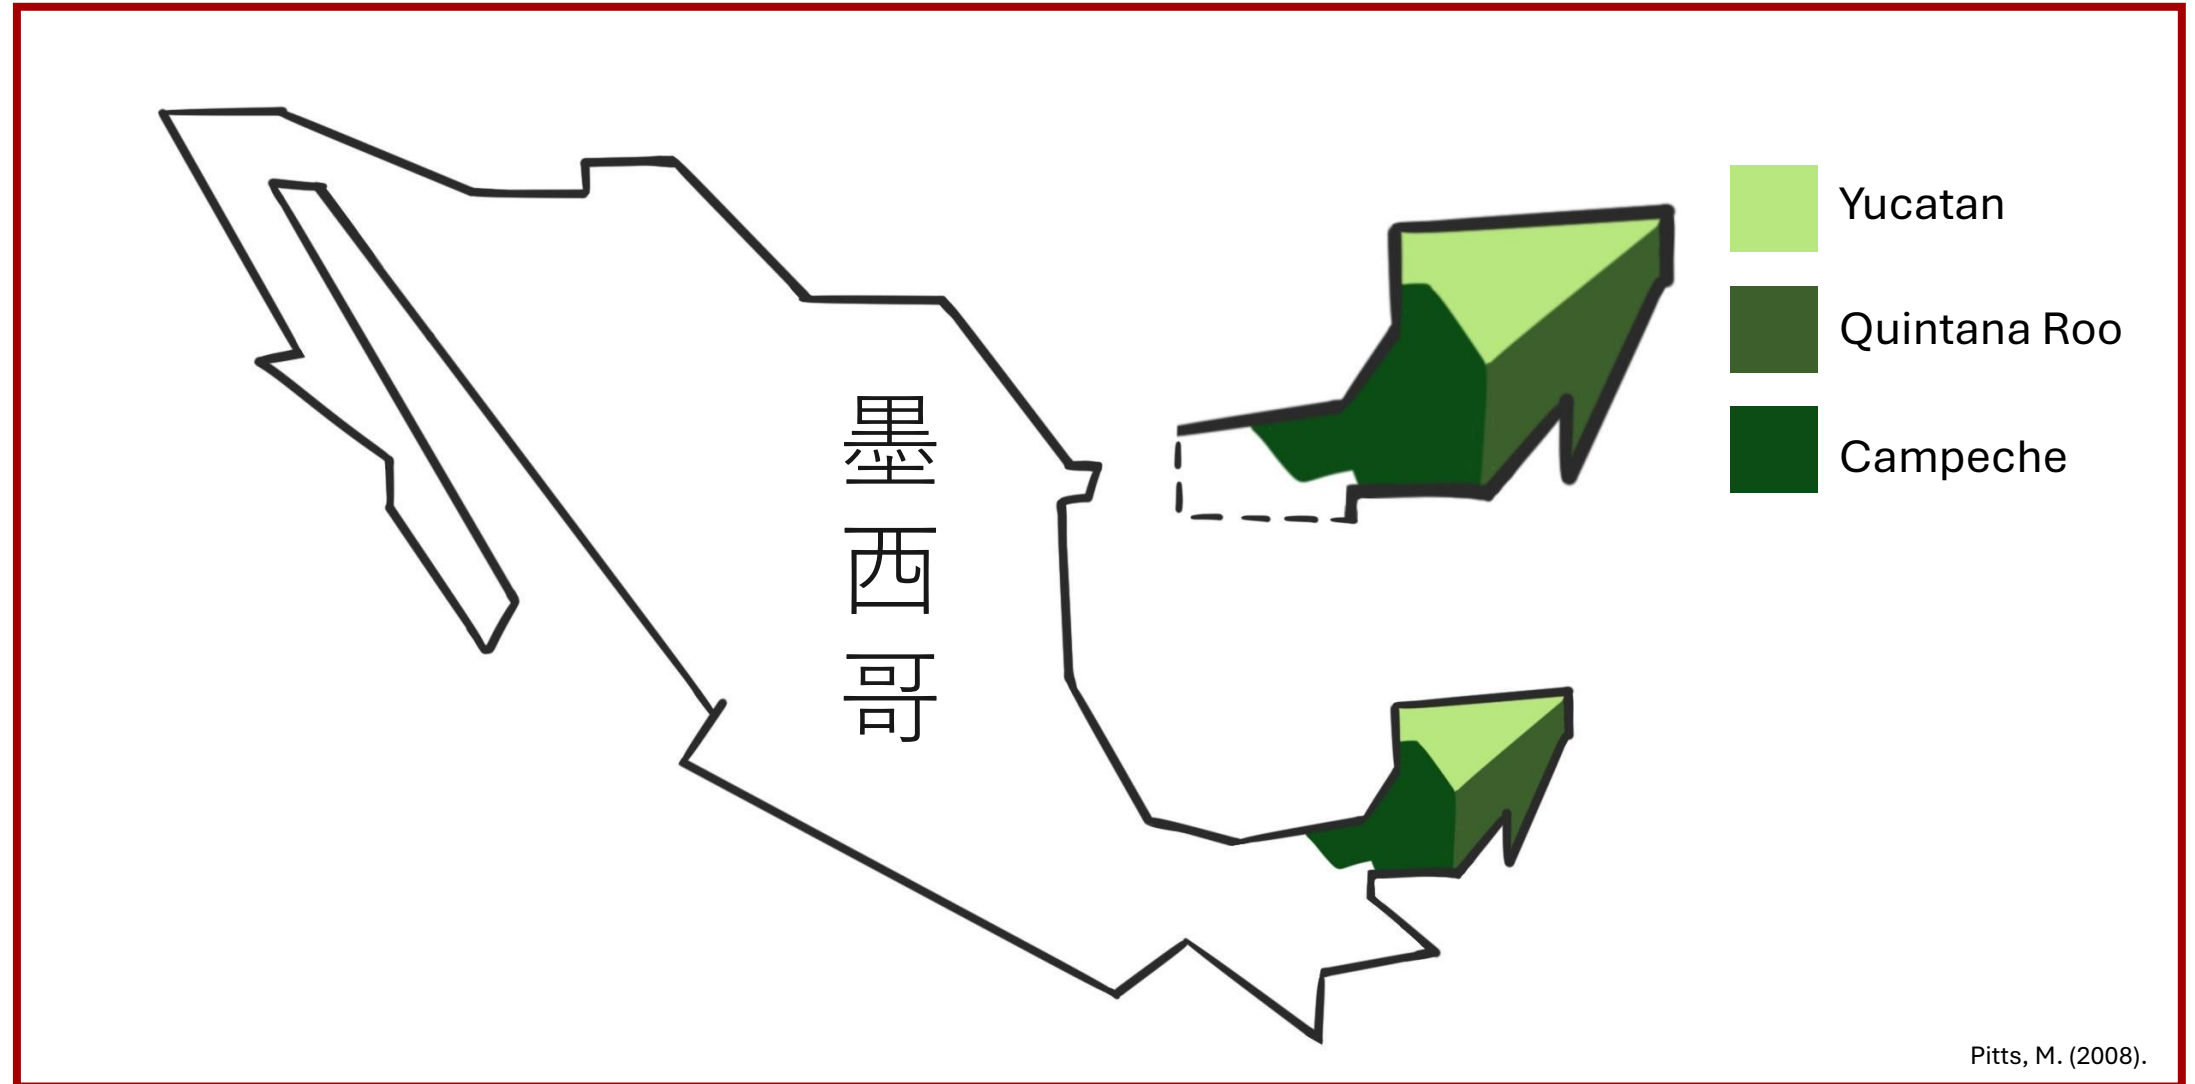 墨西哥
Yucatan
Quintana Roo
Campeche
Pitts, M. (2008).